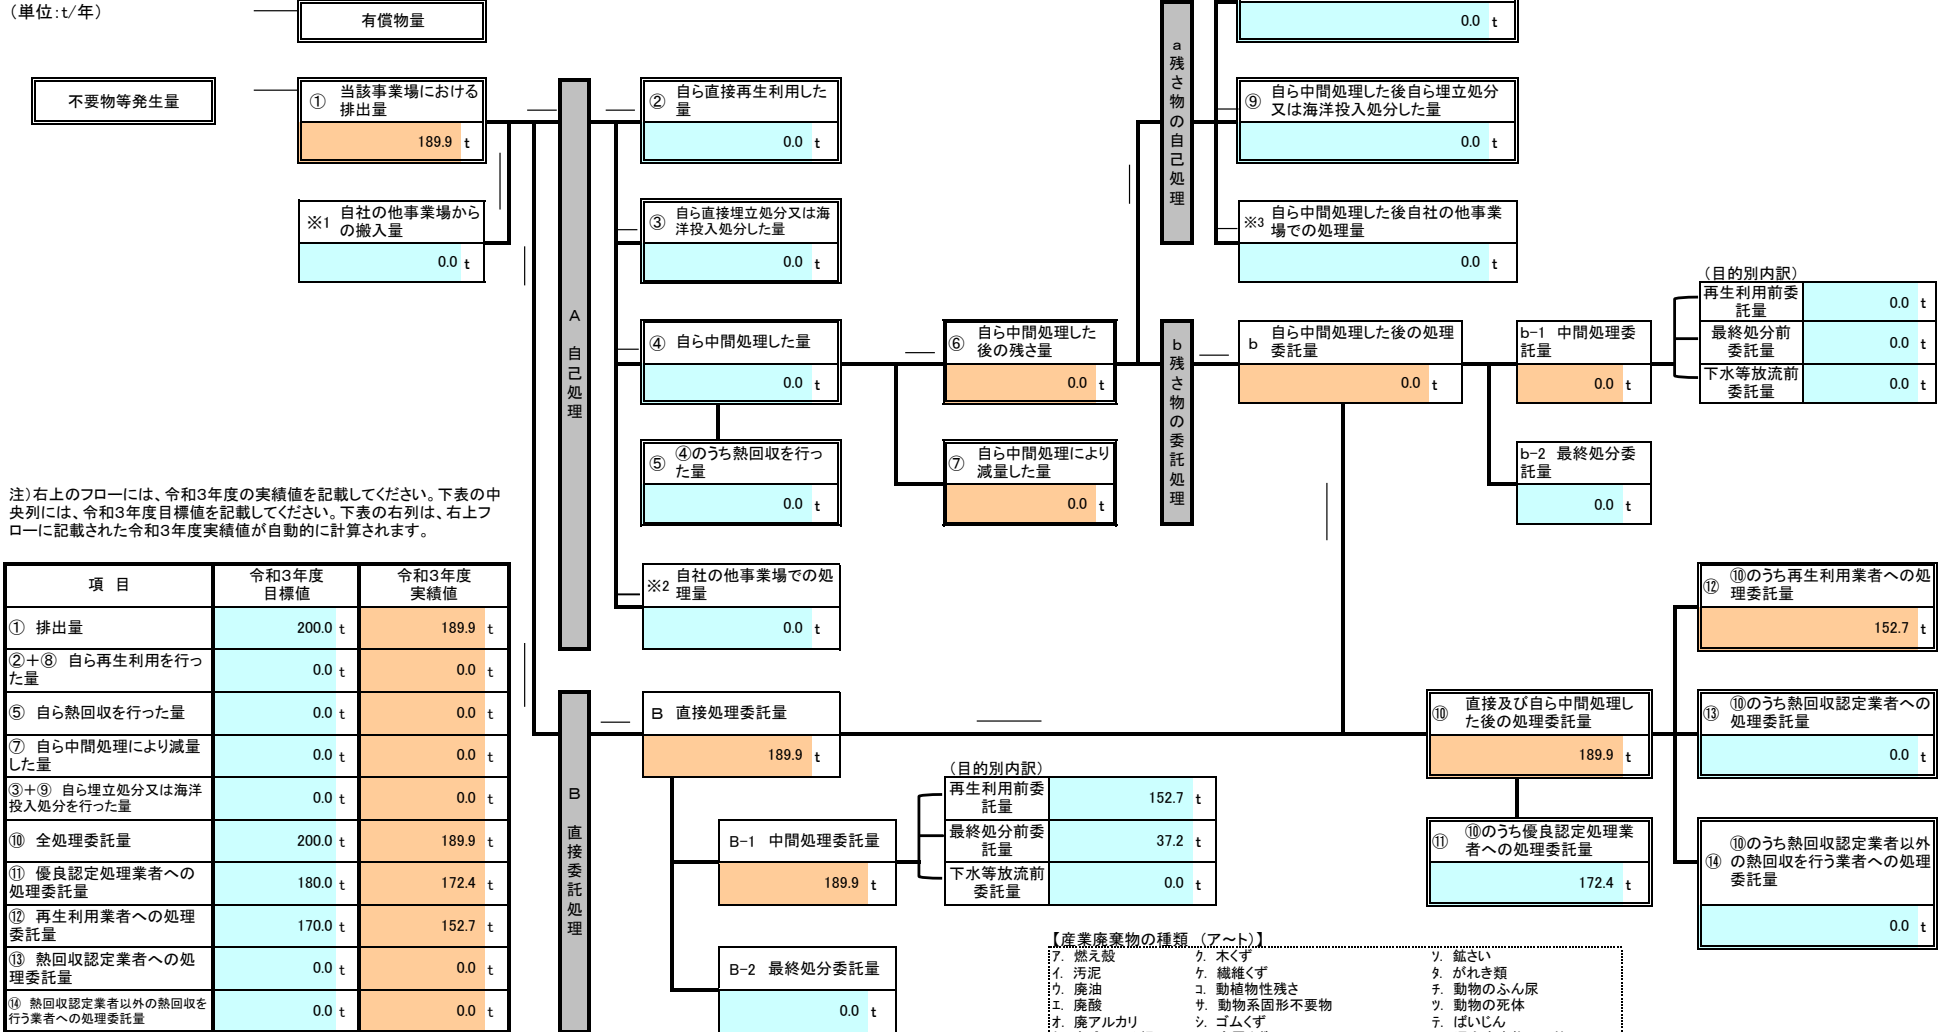 （単位：t/年）
有償物量
0.0 t
不要物等発生量
① 当該事業場における
排出量
189.9 t
※1 自社の他事業場から
の搬入量
0.0 t
A 自己処理
② 自ら直接再生利用した
量
0.0 t
③ 自ら直接埋立処分又は海
洋投入処分した量
0.0 t
④ 自ら中間処理した量
0.0 t
⑤ ④のうち熱回収を行っ
た量
0.0 t
※2 自社の他事業場での処
理量
0.0 t
⑥ 自ら中間処理した
後の残さ量
0.0 t
⑦ 自ら中間処理により
減量した量
0.0 t
a 残さ物の自己処理
⑨ 自ら中間処理した後自ら埋立処分
又は海洋投入処分した量
0.0 t
※3 自ら中間処理した後自社の他事業
場での処理量
0.0 t
b 残さ物の委託処理
b 自ら中間処理した後の処理
委託量
0.0 t
b-1 中間処理委
託量
0.0 t
b-2 最終処分委
託量
0.0 t
（目的別内訳）
再生利用前委
託量
0.0 t
最終処分前
委託量
0.0 t
下水等放流前
委託量
0.0 t
注）右上のフローには、令和3年度の実績値を記載してください。下表の中
央列には、令和3年度目標値を記載してください。下表の右列は、右上フ
ローに記載された令和3年度実績値が自動的に計算されます。
項 目 令和3年度
目標値 令和3年度
実績値
① 排出量 200.0 t 189.9 t
②＋⑧ 自ら再生利用を行っ
た量 0.0 t 0.0 t
⑤ 自ら熱回収を行った量 0.0 t 0.0 t
⑦ 自ら中間処理により減量
した量 0.0 t 0.0 t
③＋⑨ 自ら埋立処分又は海洋
投入処分を行った量 0.0 t 0.0 t
⑩ 全処理委託量 200.0 t 189.9 t
⑪ 優良認定処理業者への
処理委託量 180.0 t 172.4 t
⑫ 再生利用業者への処理
委託量 170.0 t 152.7 t
⑬ 熱回収認定業者への処
理委託量 0.0 t 0.0 t
⑭ 熱回収認定業者以外の熱回収を
行う業者への処理委託量 0.0 t 0.0 t
B 直接委託処理
B 直接処理委託量
189.9 t
B-1 中間処理委託量
189.9 t
B-2 最終処分委託量
0.0 t
（目的別内訳）
再生利用前委
託量
152.7 t
最終処分前委
託量
37.2 t
下水等放流前
委託量
0.0 t
⑩ 直接及び自ら中間処理し
た後の処理委託量
189.9 t
⑪ ⑩のうち優良認定処理業
者への処理委託量
172.4 t
⑫ ⑩のうち再生利用業者への処
理委託量
152.7 t
⑬ ⑩のうち熱回収認定業者への
処理委託量
0.0 t
⑭ ⑩のうち熱回収認定業者以外
の熱回収を行う業者への処理
委託量
0.0 t
【産業廃棄物の種類 （ア～ト）】
ア. 燃え殻 ク. 木くず ソ. 鉱さい
イ. 汚泥 ケ. 繊維くず タ. がれき類
ウ. 廃油 コ. 動植物性残さ チ. 動物のふん尿
エ. 廃酸 サ. 動物系固形不要物 ツ. 動物の死体
オ. 廃アルカリ シ. ゴムくず テ. ばいじん